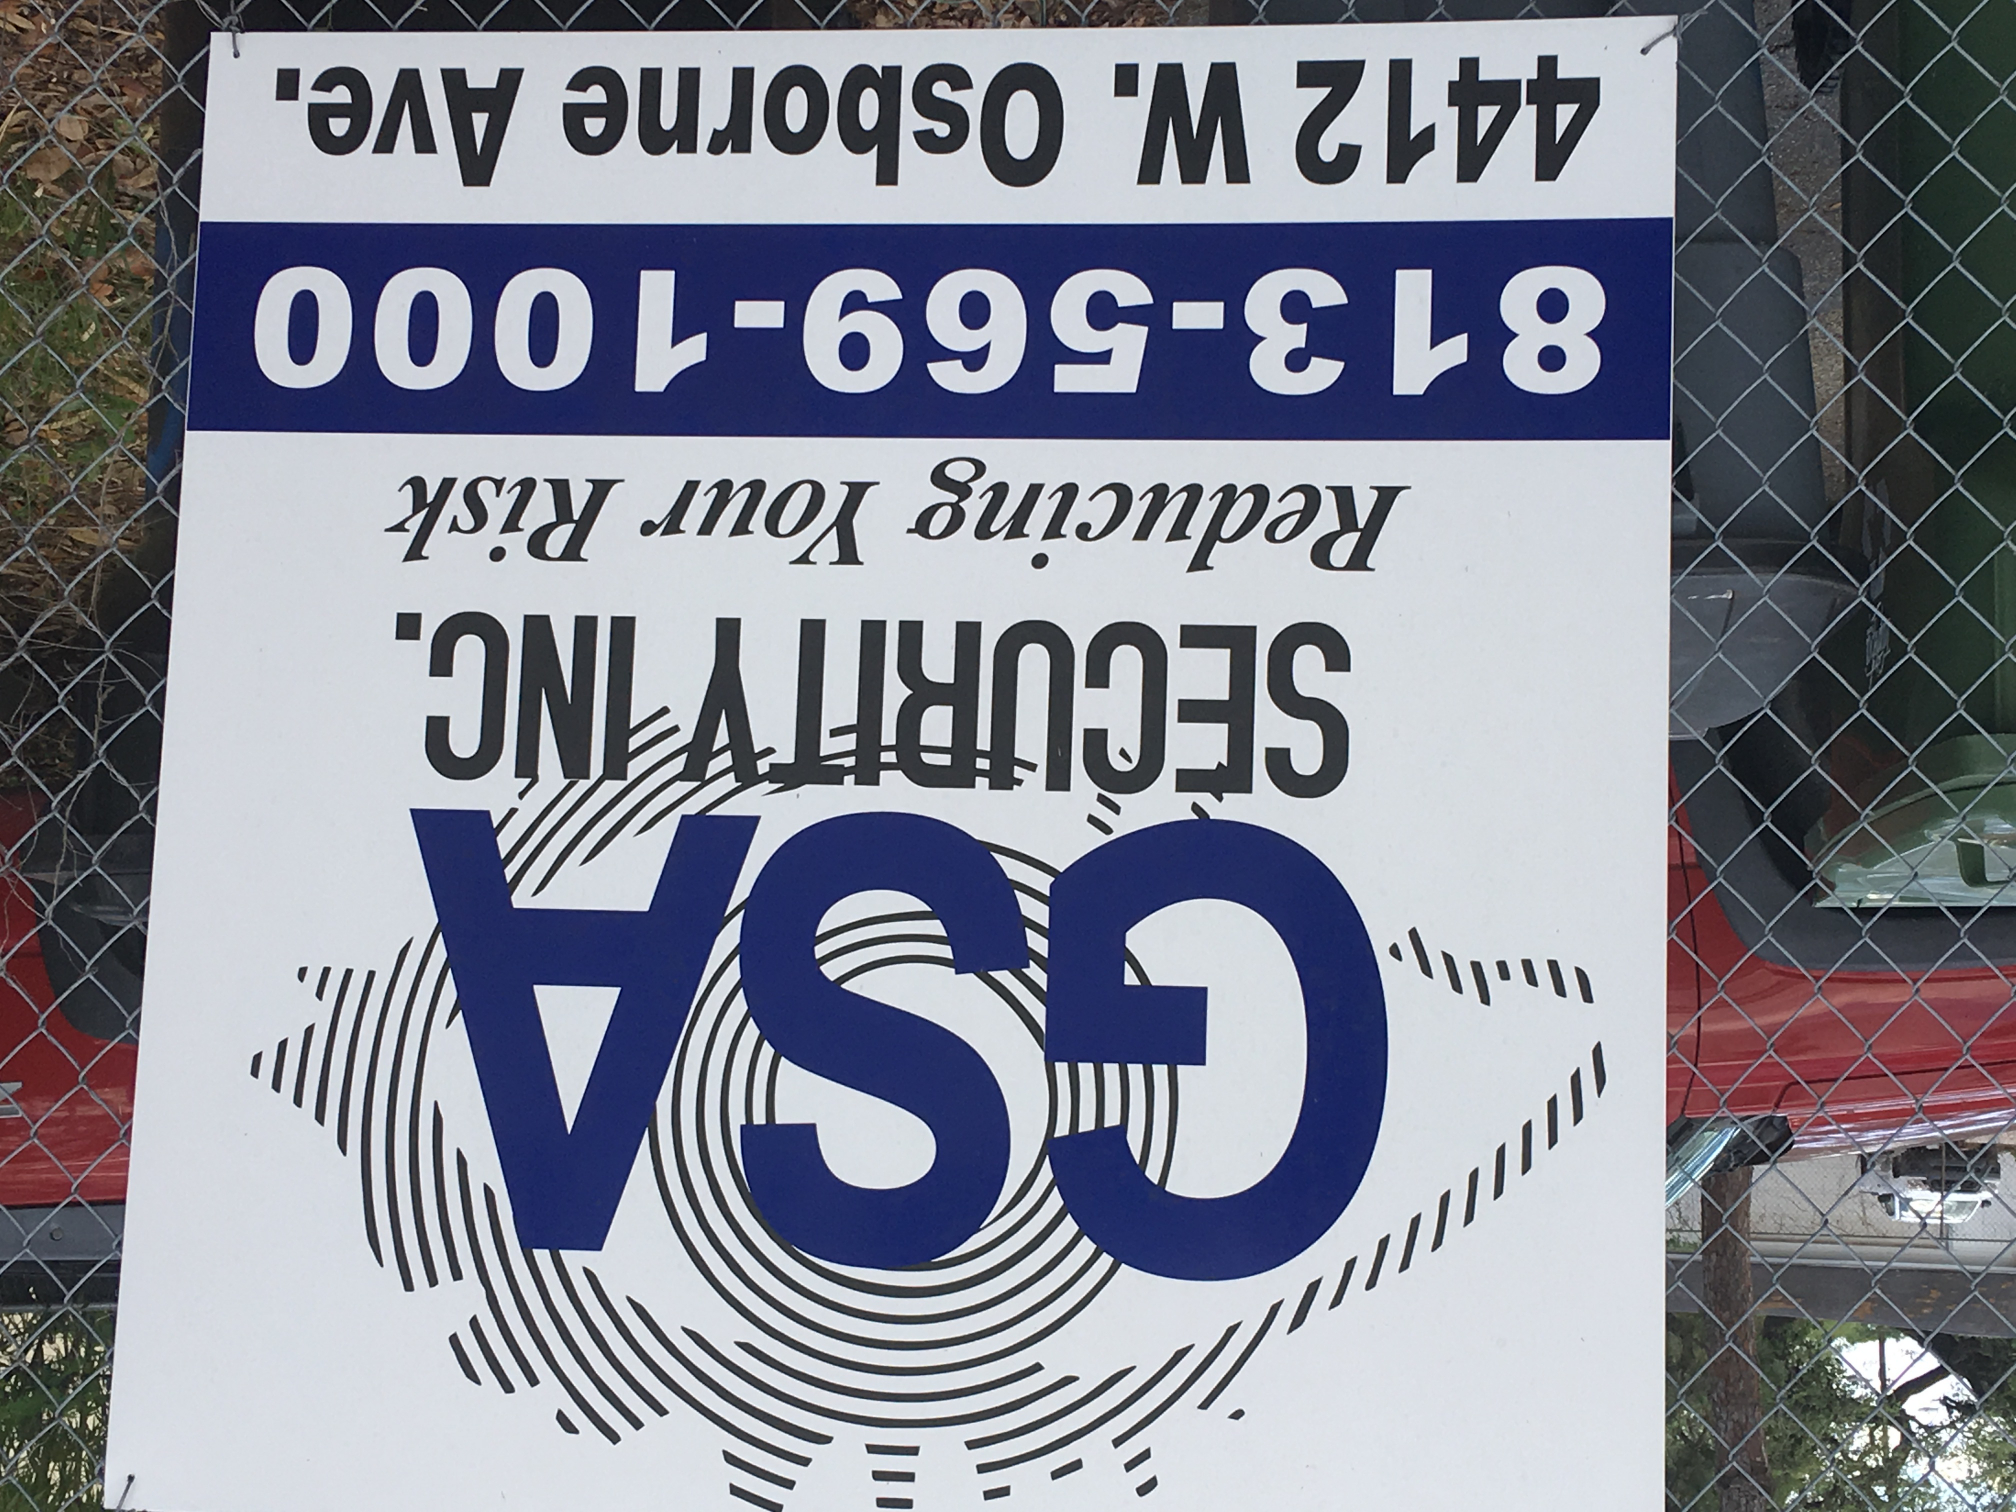 GSA
SECURITY INC.
Reducing Your Risk
813-569-1000
4412 W. Osborne Ave.